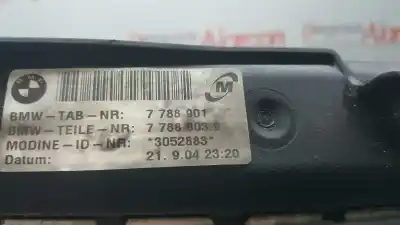 BMW-TAB-NR: 7 788 901
BMW-TEILE-NR: 7 788 903.9
MODINE-ID-NR: *3052883*
Datum: 21. 9.04 23:20